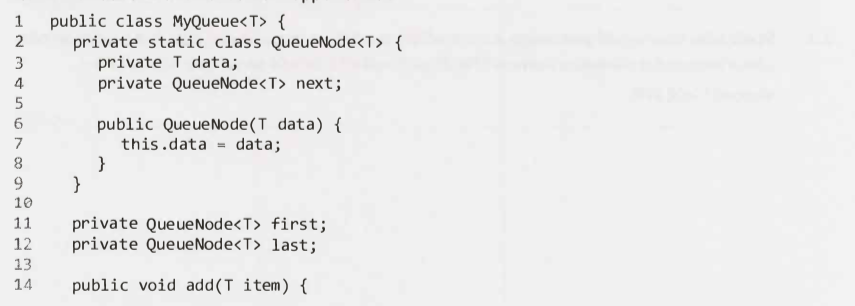 1 public class MyQueue<T> {
2 private static class QueueNode<T> {
3 private T data;
4 private QueueNode<T> next;
5
6 public QueueNode(T data) {
7 this.data = data;
8 }
9 }
10
11 private QueueNode<T> first;
12 private QueueNode<T> last;
13
14 public void add(T item) {